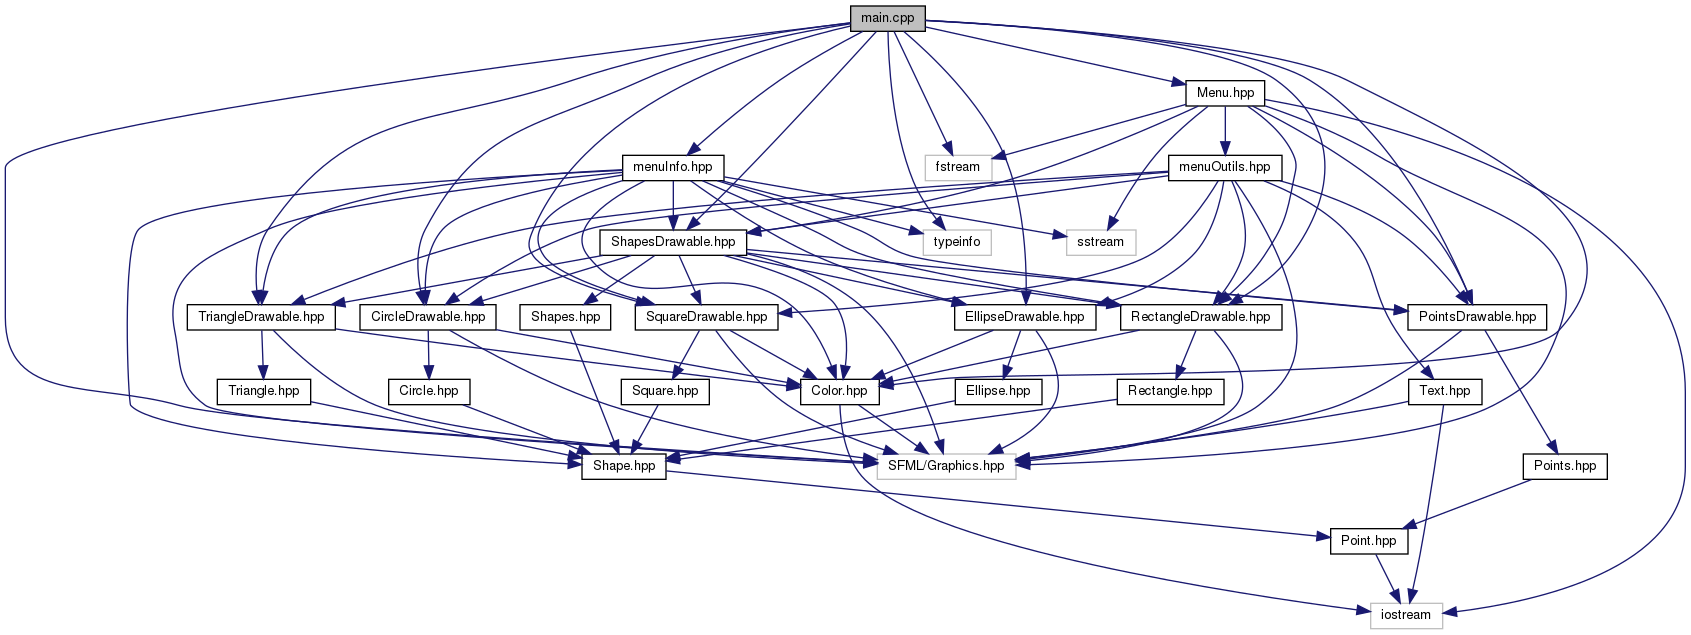 main.cpp
Menu.hpp
menuInfo.hpp
fstream
menuOutils.hpp
ShapesDrawable.hpp
typeinfo
sstream
TriangleDrawable.hpp
CircleDrawable.hpp
Shapes.hpp
SquareDrawable.hpp
EllipseDrawable.hpp
RectangleDrawable.hpp
PointsDrawable.hpp
Triangle.hpp
Circle.hpp
Square.hpp
Color.hpp
Ellipse.hpp
Rectangle.hpp
Text.hpp
Shape.hpp
SFML/Graphics.hpp
Points.hpp
Point.hpp
iostream